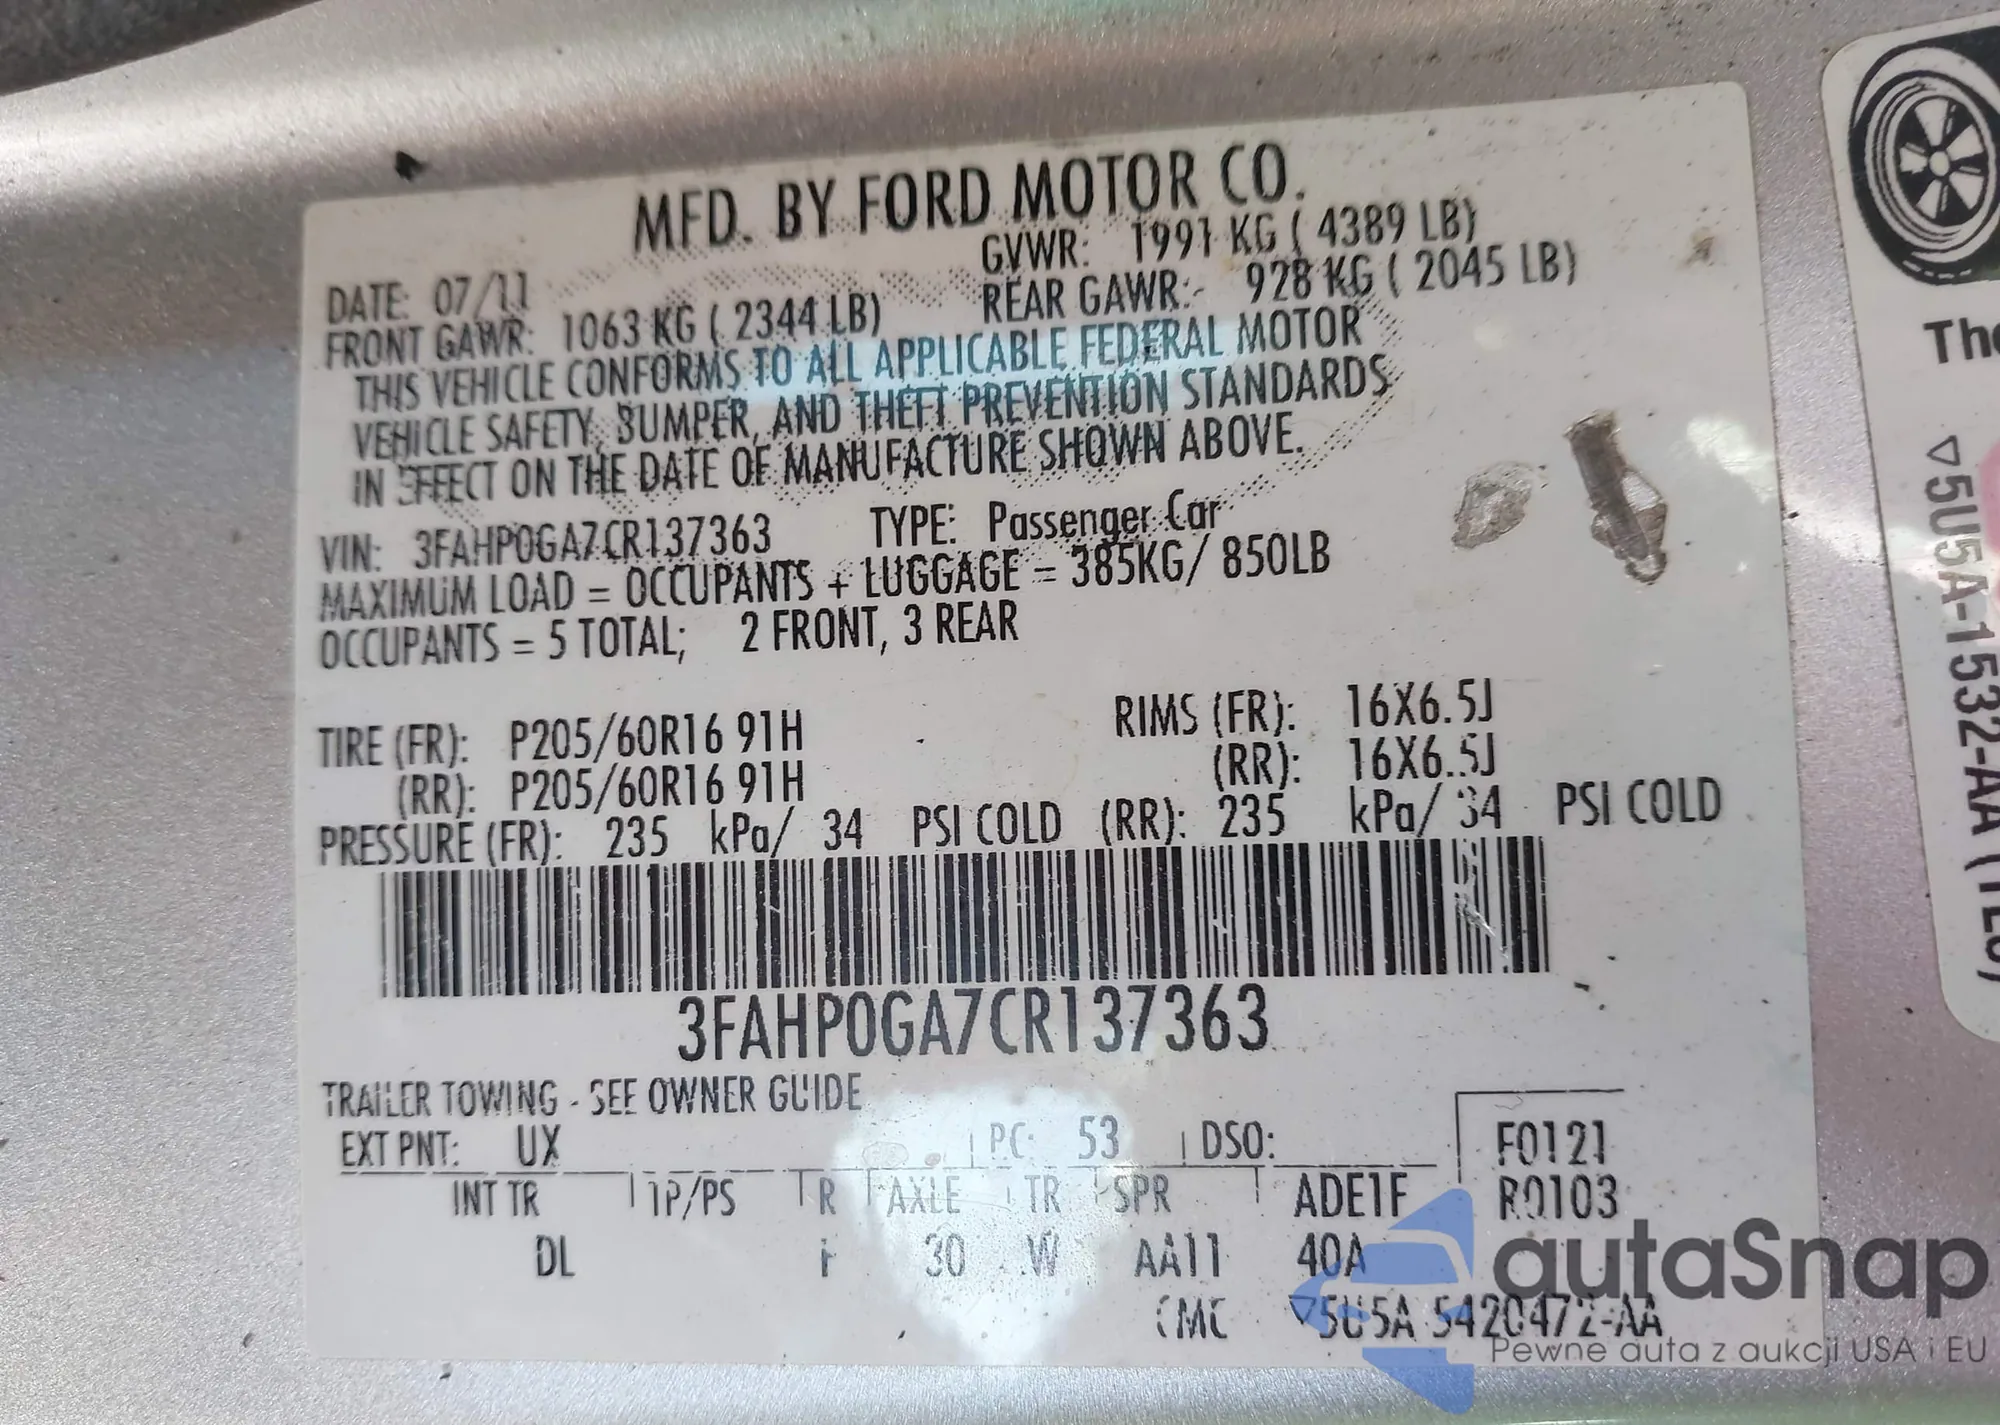 MFD. BY FORD MOTOR CO.
DATE: 07/11 GVWR: 1991 KG ( 4389 LB)
FRONT GAWR: 1063 KG ( 2344 LB) REAR GAWR: 928 KG ( 2045 LB)
THIS VEHICLE CONFORMS TO ALL APPLICABLE FEDERAL MOTOR
VEHICLE SAFETY, BUMPER, AND THEFT PREVENTION STANDARDS
IN EFFECT ON THE DATE OF MANUFACTURE SHOWN ABOVE.
VIN: 3FAHP0GA7CR137363 TYPE: Passenger Car
MAXIMUM LOAD = OCCUPANTS + LUGGAGE = 385KG/ 850LB
OCCUPANTS = 5 TOTAL; 2 FRONT, 3 REAR
TIRE (FR): P205/60R16 91H RIMS (FR): 16X6.5J
(RR): P205/60R16 91H (RR): 16X6.5J
PRESSURE (FR): 235 kPa/ 34 PSI COLD (RR): 235 kPa/ 34 PSI COLD
3FAHP0GA7CR137363
TRAILER TOWING - SEE OWNER GUIDE
EXT PNT: UX PC: 53 DSO: F0121
INT TR TP/PS R AXLE TR SPR ADE1F R0103
DL 30 W AA11 40A
CMC ▽5U5A 5420472-AA
▽5U5A-1532-AA
autaSnap
Pewne auta z aukcji USA i EU